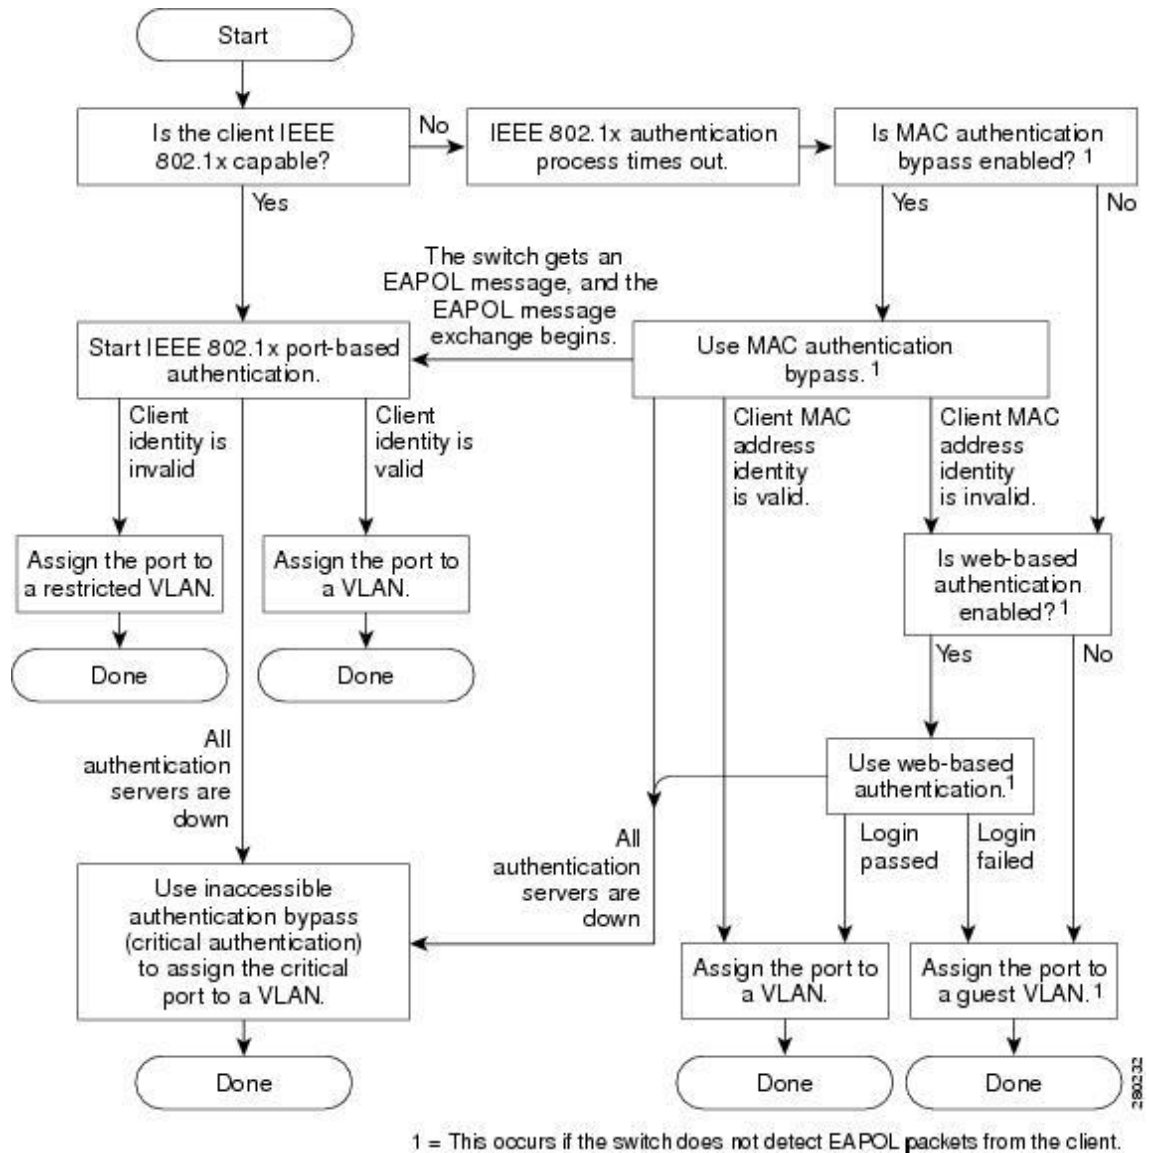 Start
Is the client IEEE
802.1x capable?
No
IEEE 802.1x authentication
process times out.
Is MAC authentication
bypass enabled? 1
Yes
Yes
No
The switch gets an
EAPOL message, and the
EAPOL message
exchange begins.
Start IEEE 802.1x port-based
authentication.
Use MAC authentication
bypass. 1
Client
identity is
invalid
Client
identity is
valid
Client MAC
address
identity
is valid.
Client MAC
address
identity
is invalid.
Assign the port to
a restricted VLAN.
Assign the port to
a VLAN.
Is web-based
authentication
enabled? 1
Done
Done
Yes
No
All
authentication
servers are
down
Use web-based
authentication. 1
All
authentication
servers are
down
Login
passed
Login
failed
Use inaccessible
authentication bypass
(critical authentication)
to assign the critical
port to a VLAN.
Assign the port to
a VLAN.
Assign the port to
a guest VLAN. 1
Done
Done
Done
280232
1 = This occurs if the switch does not detect EAPOL packets from the client.